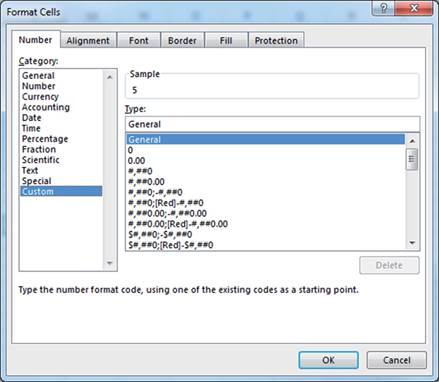 Format Cells
Number Alignment Font Border Fill Protection
Category:
General
Number
Currency
Accounting
Date
Time
Percentage
Fraction
Scientific
Text
Special
Custom
Sample
5
Type:
General
General
0
0.00
#,##0
#,##0.00
#,##0;-#,##0
#,##0;[Red]-#,##0
#,##0.00;-#,##0.00
#,##0.00;[Red]-#,##0.00
$#,##0;-$#,##0
$#,##0;[Red]-$#,##0
Delete
Type the number format code, using one of the existing codes as a starting point.
OK Cancel